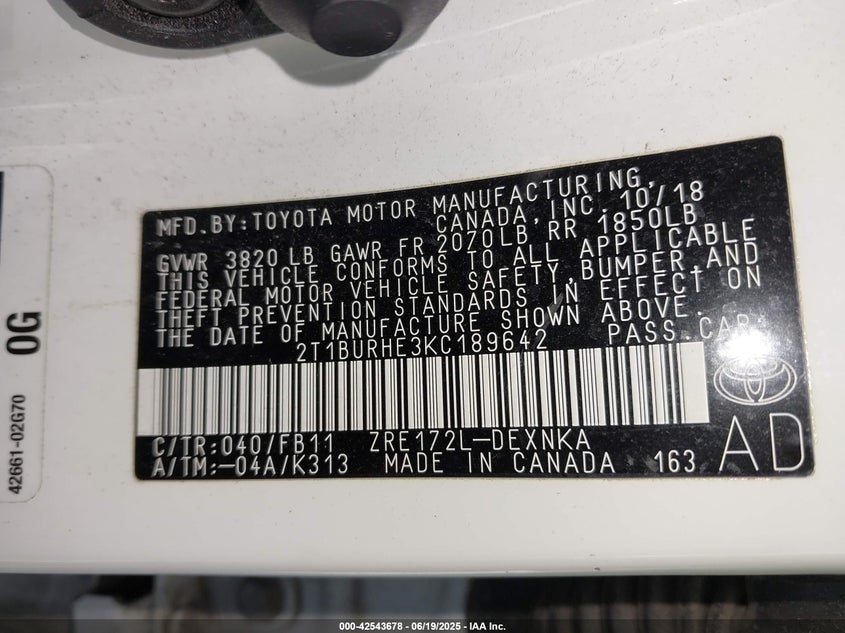 MFD.BY:TOYOTA MOTOR MANUFACTURING,
CANADA, INC. 10/18
GVWR 3820 LB GAWR FR 2070 LB, RR 1850LB
THIS VEHICLE CONFORMS TO ALL APPLICABLE
FEDERAL MOTOR VEHICLE SAFETY, BUMPER, AND
THEFT PREVENTION STANDARDS IN EFFECT ON
THE DATE OF MANUFACTURE SHOWN ABOVE.
2T1BURHE3KC189642 PASS.CAR
C/TR:040/FB11 ZRE172L-DEXNKA
A/TM:-04A/K313 MADE IN CANADA 163
AD
0G
42661-02G70
000-42543678 - 06/19/2025 - IAA Inc.